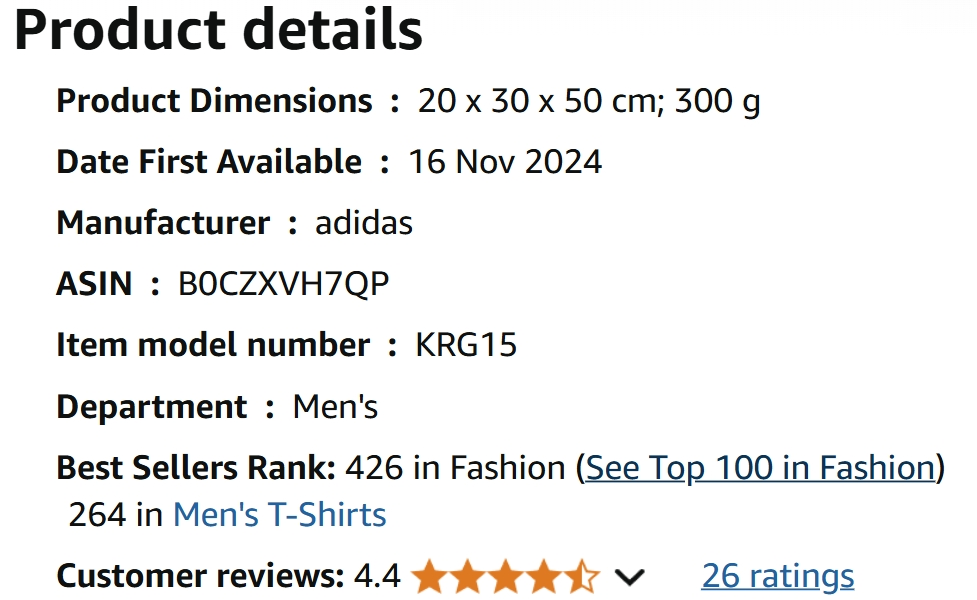 Product details
Product Dimensions : 20 x 30 x 50 cm; 300 g
Date First Available : 16 Nov 2024
Manufacturer : adidas
ASIN : B0CZXVH7QP
Item model number : KRG15
Department : Men's
Best Sellers Rank: 426 in Fashion (See Top 100 in Fashion)
264 in Men's T-Shirts
Customer reviews: 4.4 26 ratings